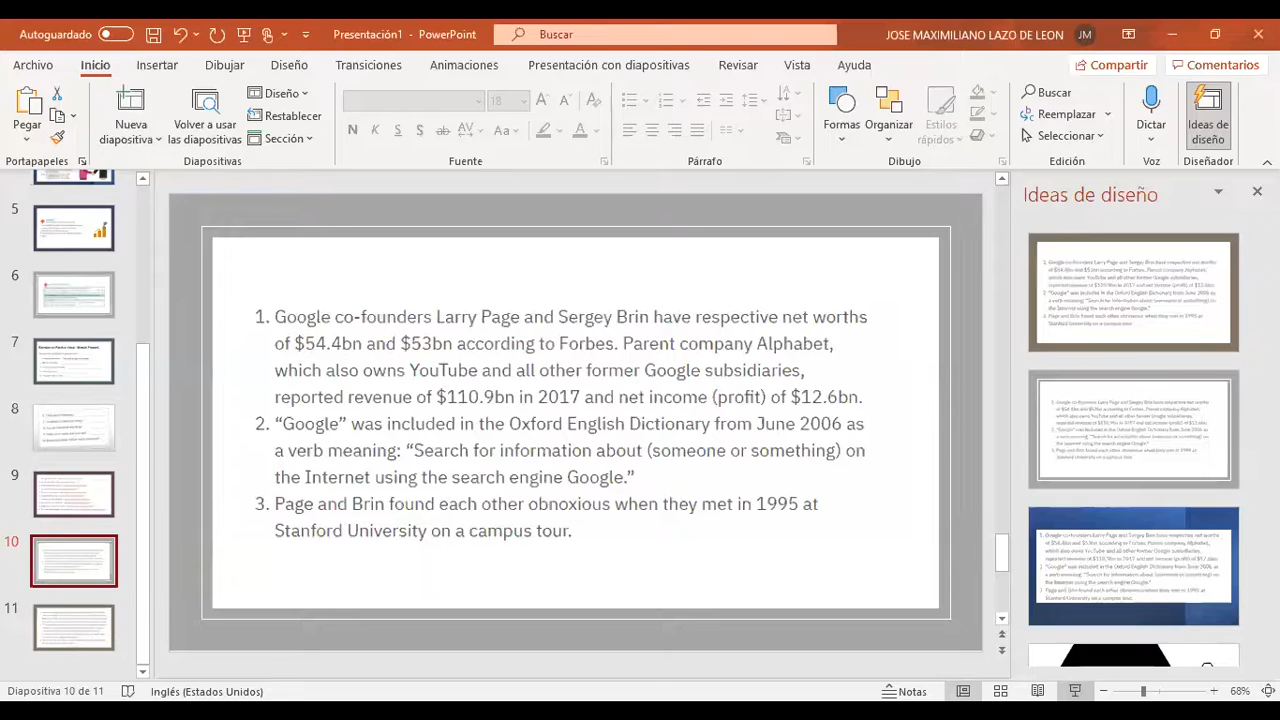 Autoguardado
Presentación1 - PowerPoint
Buscar
JOSE MAXIMILIANO LAZO DE LEON
JM
Archivo Inicio Insertar Dibujar Diseño Transiciones Animaciones Presentación con diapositivas Revisar Vista Ayuda
Compartir
Comentarios
Pegar
Nueva diapositiva
Volver a usar las diapositivas
Diseño
Restablecer
Sección
18
N K S S ab AV Aa A
Formas
Organizar
Estilos rápidos
Buscar
Reemplazar
Seleccionar
Dictar
Ideas de diseño
Portapapeles
Diapositivas
Fuente
Párrafo
Dibujo
Edición
Voz
Diseñador
5
6
7
8
9
10
11
1. Google co-founders Larry Page and Sergey Brin have respective net worths
of $54.4bn and $53bn according to Forbes. Parent company Alphabet,
which also owns YouTube and all other former Google subsidiaries,
reported revenue of $110.9bn in 2017 and net income (profit) of $12.6bn.
2. “Google” was included in the Oxford English Dictionary from June 2006 as
a verb meaning: “Search for information about (someone or something) on
the Internet using the search engine Google.”
3. Page and Brin found each other obnoxious when they met in 1995 at
Stanford University on a campus tour.
Ideas de diseño
Diapositiva 10 de 11
Inglés (Estados Unidos)
Notas
68%